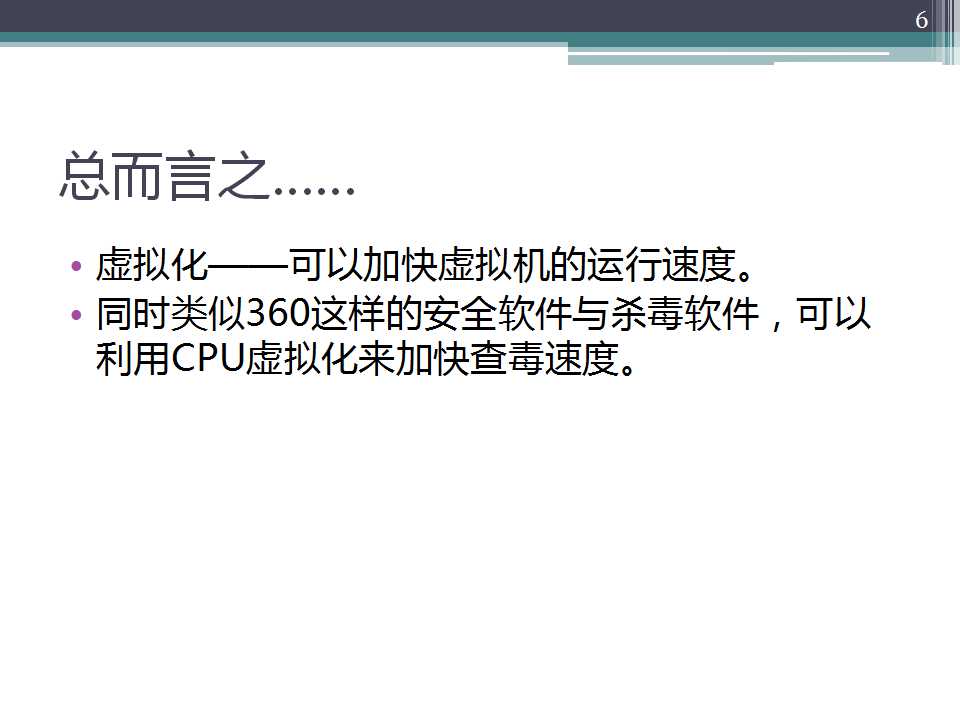 6
总而言之……
• 虚拟化——可以加快虚拟机的运行速度。
• 同时类似360这样的安全软件与杀毒软件，可以
利用CPU虚拟化来加快查毒速度。